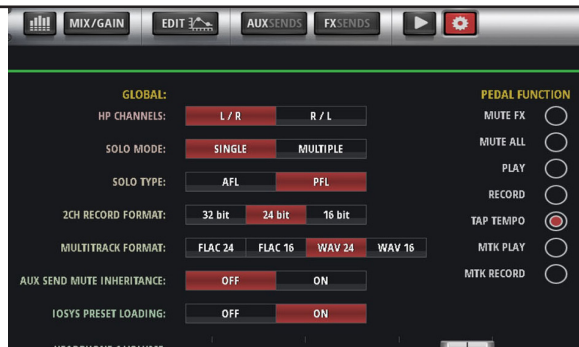 MIX/GAIN EDIT AUXSENDS FXSENDS
GLOBAL: PEDAL FUNCTION
HP CHANNELS: L / R R / L MUTE FX
SOLO MODE: SINGLE MULTIPLE MUTE ALL
SOLO TYPE: AFL PFL PLAY
RECORD
2CH RECORD FORMAT: 32 bit 24 bit 16 bit TAP TEMPO
MULTITRACK FORMAT: FLAC 24 FLAC 16 WAV 24 WAV 16 MTK PLAY
AUX SEND MUTE INHERITANCE: OFF ON MTK RECORD
IOSYS PRESET LOADING: OFF ON